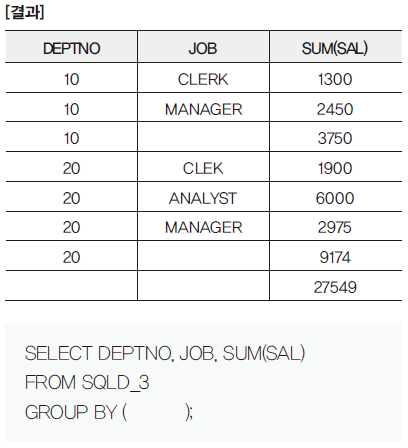 [결과]
DEPTNO JOB SUM(SAL)
10 CLERK 1300
10 MANAGER 2450
10 3750
20 CLEK 1900
20 ANALYST 6000
20 MANAGER 2975
20 9174
27549
SELECT DEPTNO, JOB, SUM(SAL)
FROM SQLD_3
GROUP BY ( );